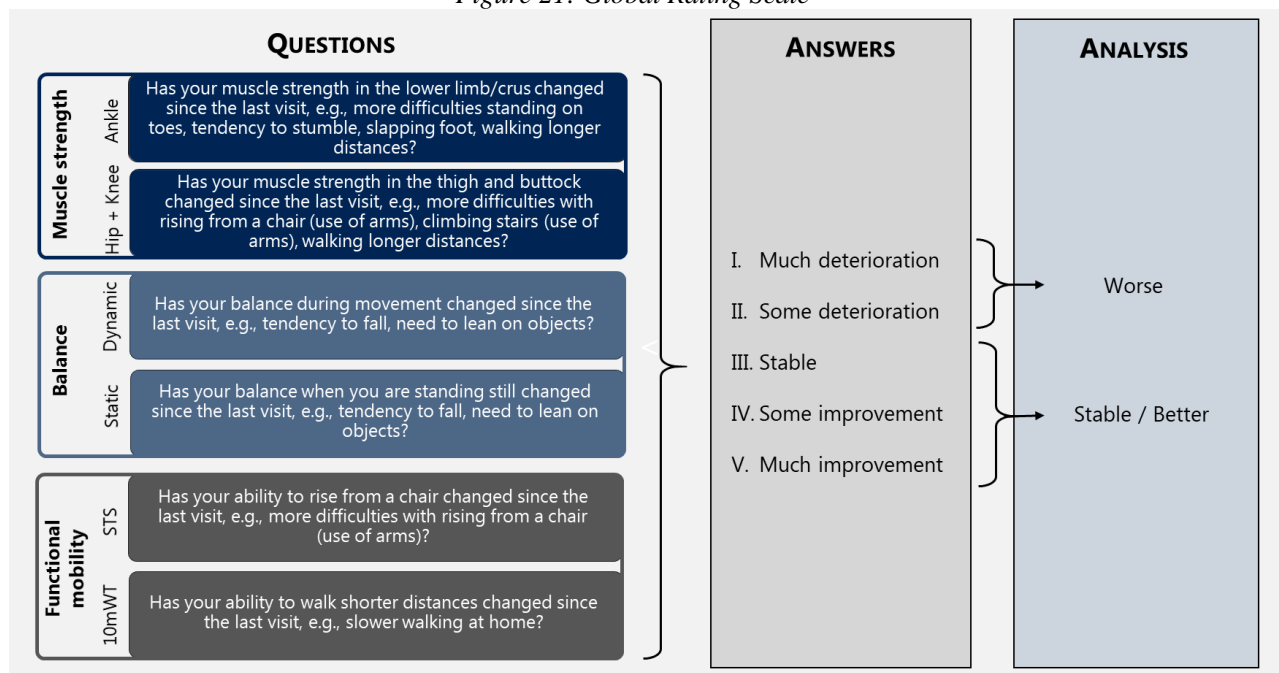 Figure 21: Global Rating Scale
QUESTIONS
Muscle strength
Ankle
Has your muscle strength in the lower limb/crus changed
since the last visit, e.g., more difficulties standing on
toes, tendency to stumble, slapping foot, walking longer
distances?
Hip + Knee
Has your muscle strength in the thigh and buttock
changed since the last visit, e.g., more difficulties with
rising from a chair (use of arms), climbing stairs (use of
arms), walking longer distances?
Balance
Dynamic
Has your balance during movement changed since the
last visit, e.g., tendency to fall, need to lean on objects?
Static
Has your balance when you are standing still changed
since the last visit, e.g., tendency to fall, need to lean on
objects?
Functional
mobility
STS
Has your ability to rise from a chair changed since the
last visit, e.g., more difficulties with rising from a chair
(use of arms)?
10mWT
Has your ability to walk shorter distances changed since
the last visit, e.g., slower walking at home?
<
ANSWERS
I. Much deterioration
II. Some deterioration
III. Stable
IV. Some improvement
V. Much improvement
ANALYSIS
Worse
Stable / Better